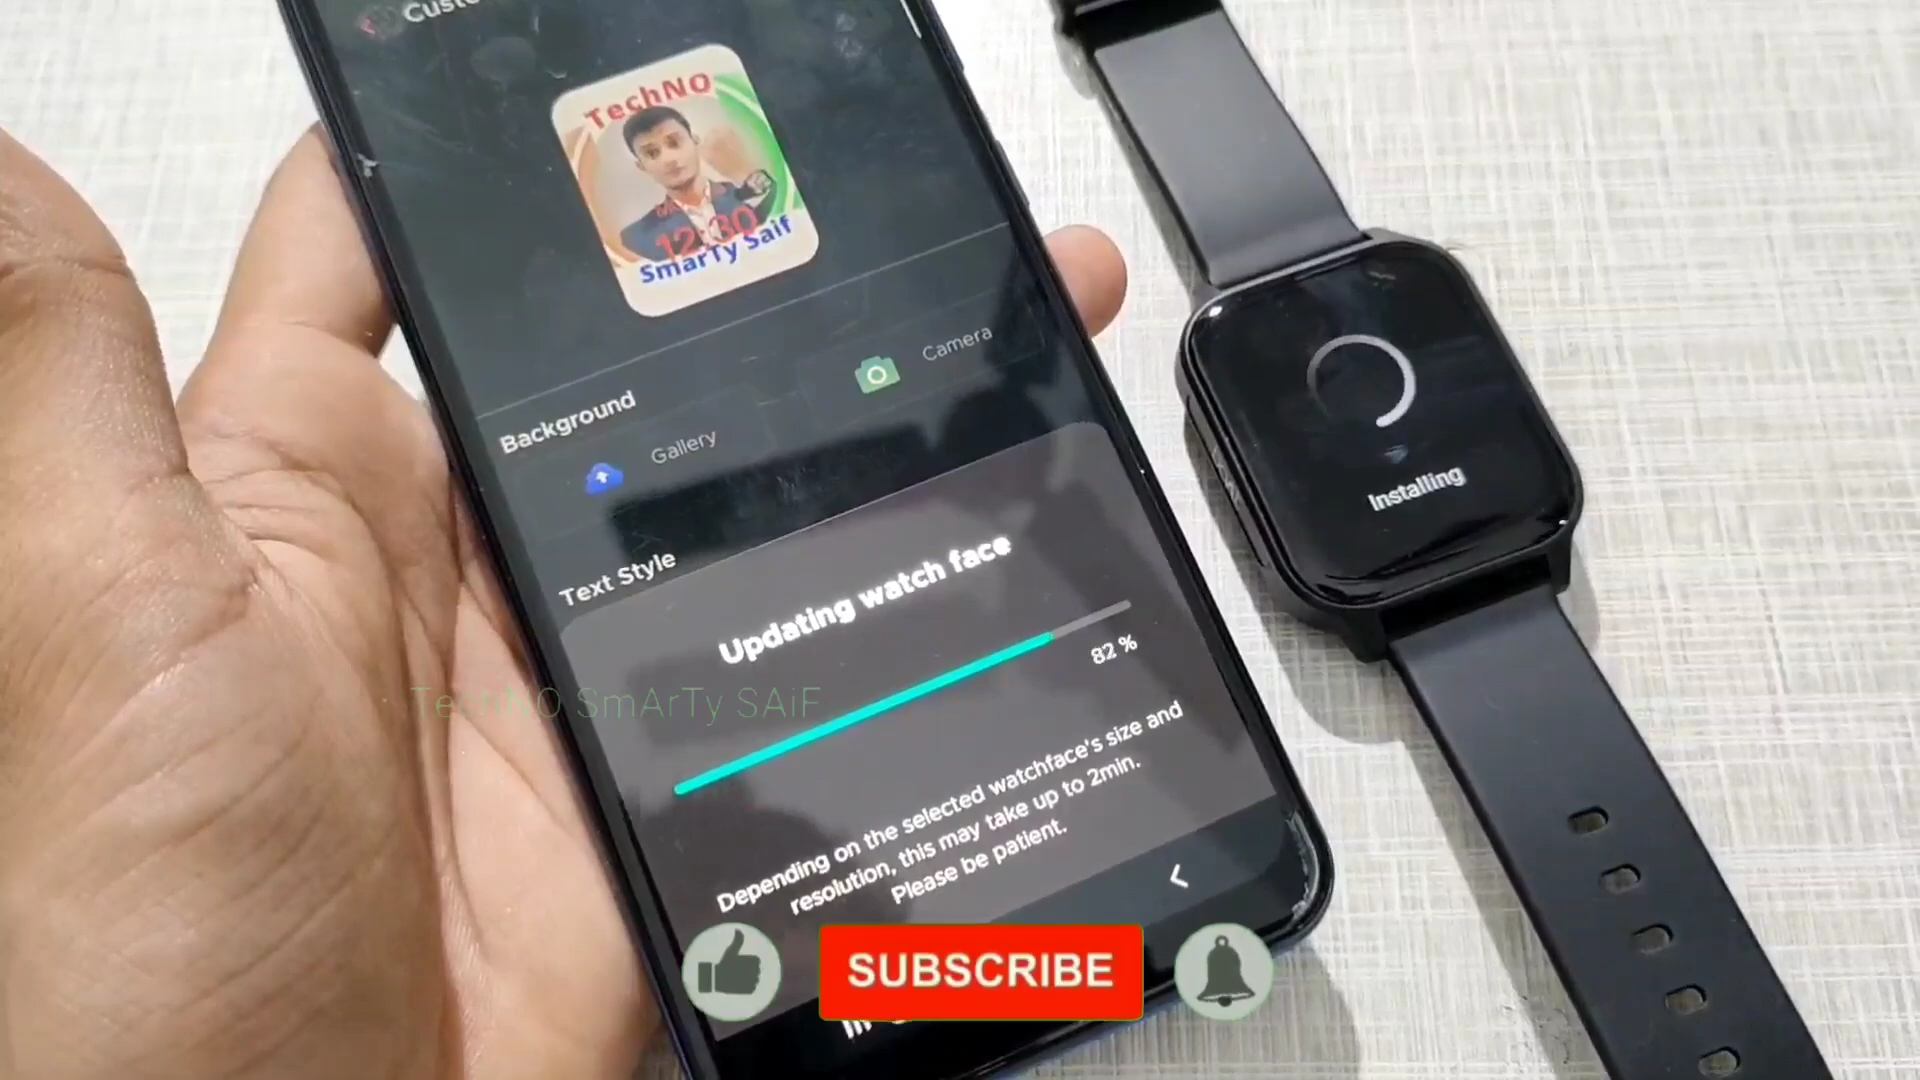 TechNO
12:30
SmarTy Saif
Camera
Background
Gallery
Text Style
Updating watch face
82 %
Installing
TechNO SmArTy SAiF
Depending on the selected watchface's size and
resolution, this may take up to 2min.
Please be patient.
SUBSCRIBE